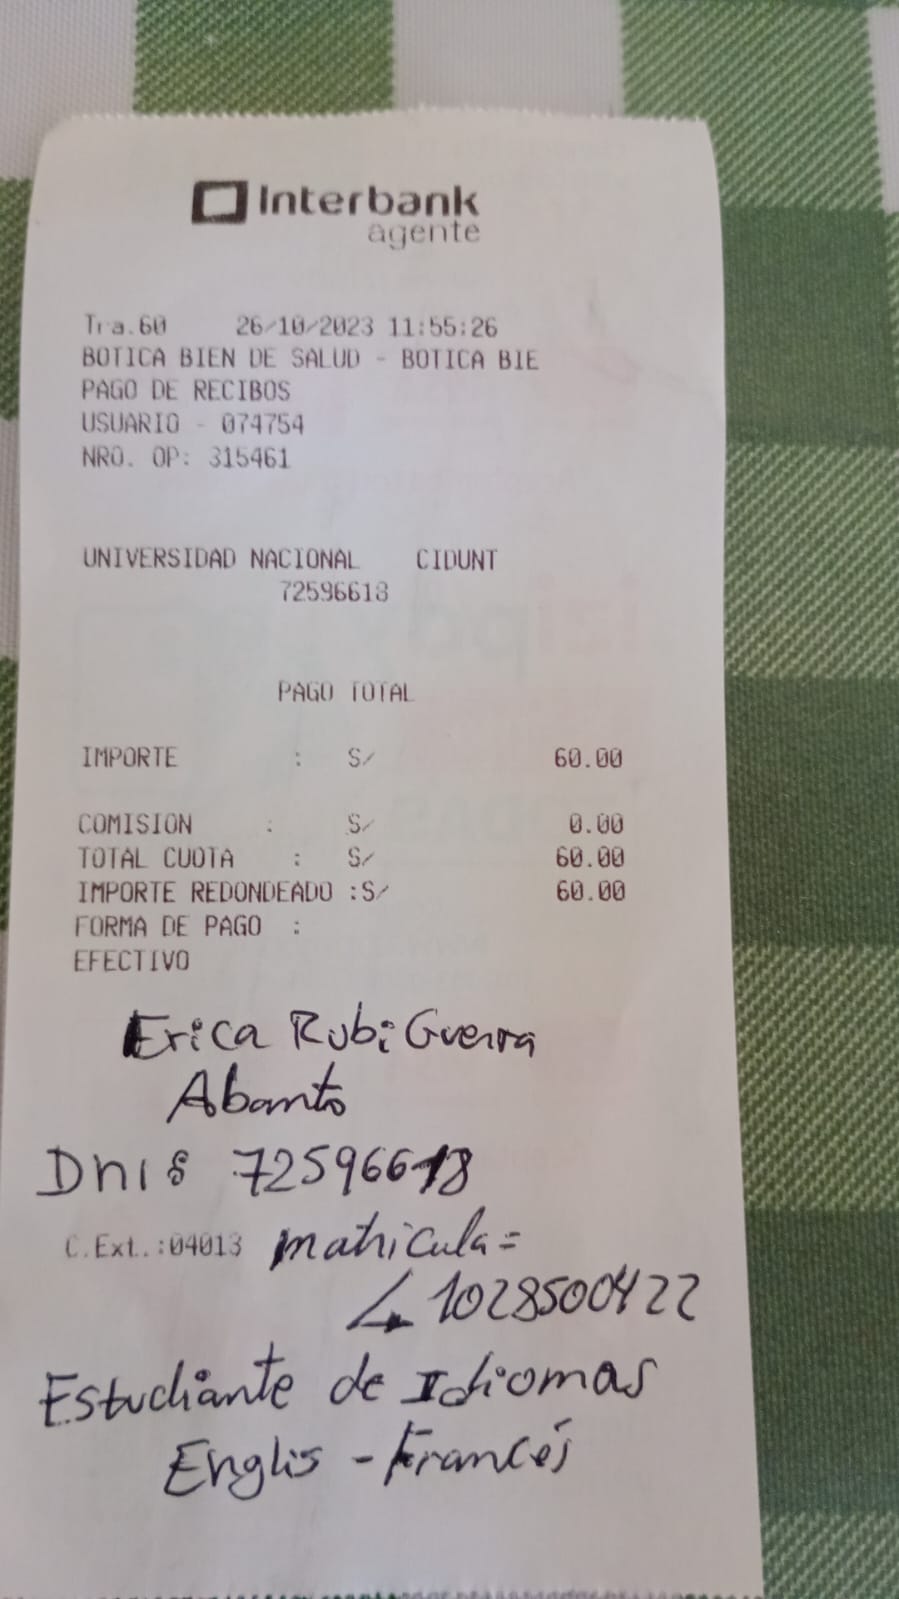 Interbank
agente
Tra.60 26/10/2023 11:55:26
BOTICA BIEN DE SALUD - BOTICA BIE
PAGO DE RECIBOS
USUARIO - 074754
NRO. OP: 315461
UNIVERSIDAD NACIONAL CIDUNT
72596618
PAGO TOTAL
IMPORTE : S/ 60.00
COMISION : S/ 0.00
TOTAL CUOTA : S/ 60.00
IMPORTE REDONDEADO :S/ 60.00
FORMA DE PAGO :
EFECTIVO
Erica Rubi Guerra
Abanto
Dni: 72596618
C.Ext.:04013 matricula=
1028500422
Estudiante de Idiomas
Englis - Francés